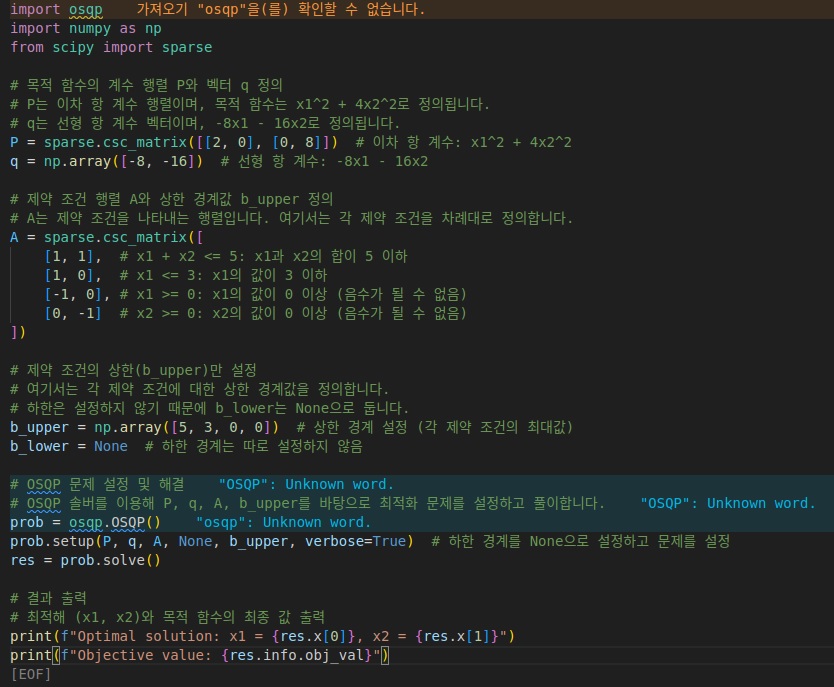 import osqp    가져오기 "osqp"을(를) 확인할 수 없습니다.
import numpy as np
from scipy import sparse

# 목적 함수의 계수 행렬 P와 벡터 q 정의
# P는 이차 항 계수 행렬이며, 목적 함수는 x1^2 + 4x2^2로 정의됩니다.
# q는 선형 항 계수 벡터이며, -8x1 - 16x2로 정의됩니다.
P = sparse.csc_matrix([[2, 0], [0, 8]])  # 이차 항 계수: x1^2 + 4x2^2
q = np.array([-8, -16])  # 선형 항 계수: -8x1 - 16x2

# 제약 조건 행렬 A와 상한 경계값 b_upper 정의
# A는 제약 조건을 나타내는 행렬입니다. 여기서는 각 제약 조건을 차례대로 정의합니다.
A = sparse.csc_matrix([
    [1, 1],  # x1 + x2 <= 5: x1과 x2의 합이 5 이하
    [1, 0],  # x1 <= 3: x1의 값이 3 이하
    [-1, 0], # x1 >= 0: x1의 값이 0 이상 (음수가 될 수 없음)
    [0, -1]  # x2 >= 0: x2의 값이 0 이상 (음수가 될 수 없음)
])

# 제약 조건의 상한(b_upper)만 설정
# 여기서는 각 제약 조건에 대한 상한 경계값을 정의합니다.
# 하한은 설정하지 않기 때문에 b_lower는 None으로 둡니다.
b_upper = np.array([5, 3, 0, 0])  # 상한 경계 설정 (각 제약 조건의 최대값)
b_lower = None  # 하한 경계는 따로 설정하지 않음

# OSQP 문제 설정 및 해결    "OSQP": Unknown word.
# OSQP 솔버를 이용해 P, q, A, b_upper를 바탕으로 최적화 문제를 설정하고 풀이합니다.    "OSQP": Unknown word.
prob = osqp.OSQP()    "osqp": Unknown word.
prob.setup(P, q, A, None, b_upper, verbose=True)  # 하한 경계를 None으로 설정하고 문제를 설정
res = prob.solve()

# 결과 출력
# 최적해 (x1, x2)와 목적 함수의 최종 값 출력
print(f"Optimal solution: x1 = {res.x[0]}, x2 = {res.x[1]}")
print(f"Objective value: {res.info.obj_val}")
[EOF]